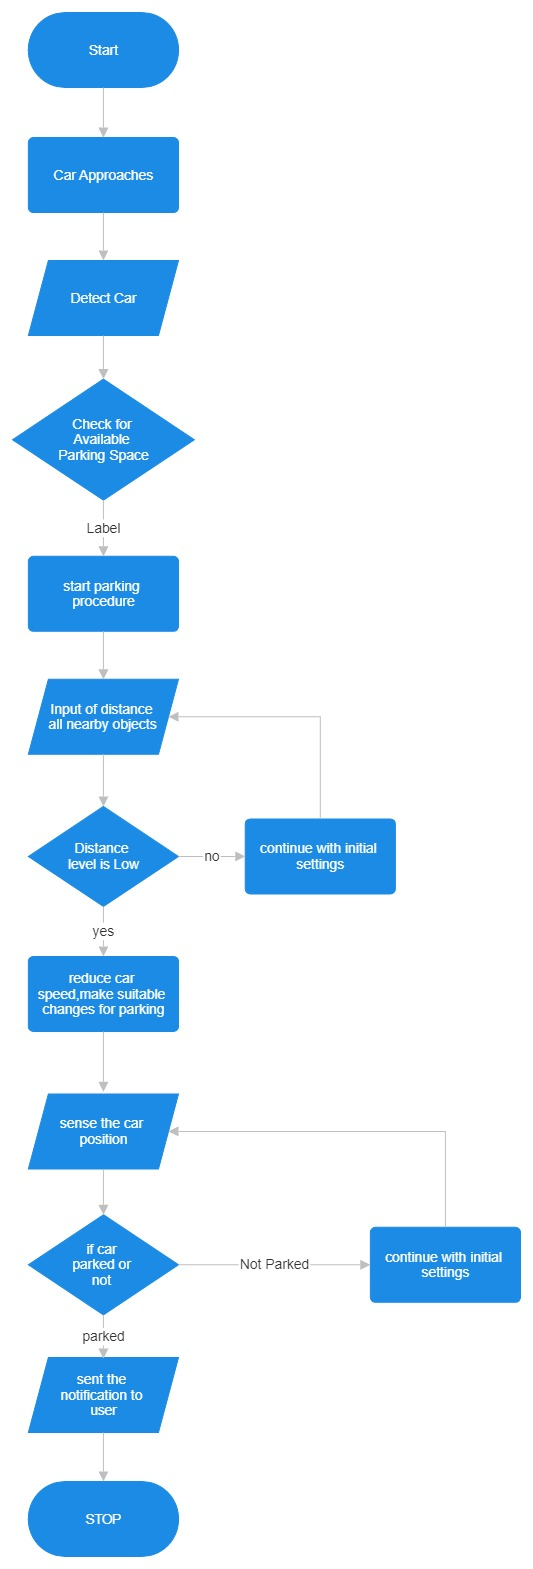 Start
Car Approaches
Detect Car
Check for
Available
Parking Space
Label
start parking
procedure
Input of distance
all nearby objects
Distance
level is Low
no
continue with initial
settings
yes
reduce car
speed,make suitable
changes for parking
sense the car
position
if car
parked or
not
Not Parked
continue with initial
settings
parked
sent the
notification to
user
STOP